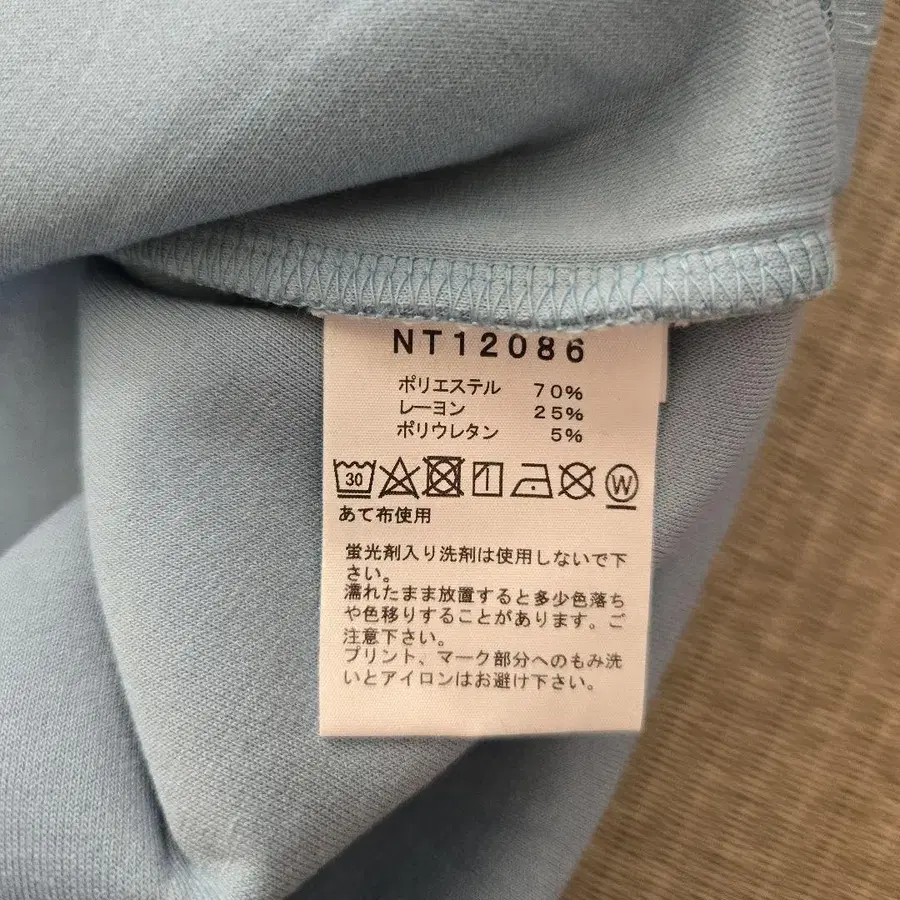 NT12086
ポリエステル 70%
レーヨン 25%
ポリウレタン 5%
30 W
あて布使用
蛍光剤入り洗剤は使用しないで下
さい。
濡れたまま放置すると多少色落ち
や色移りすることがあります。ご
注意下さい。
プリント、マーク部分へのもみ洗
いとアイロンはお避け下さい。